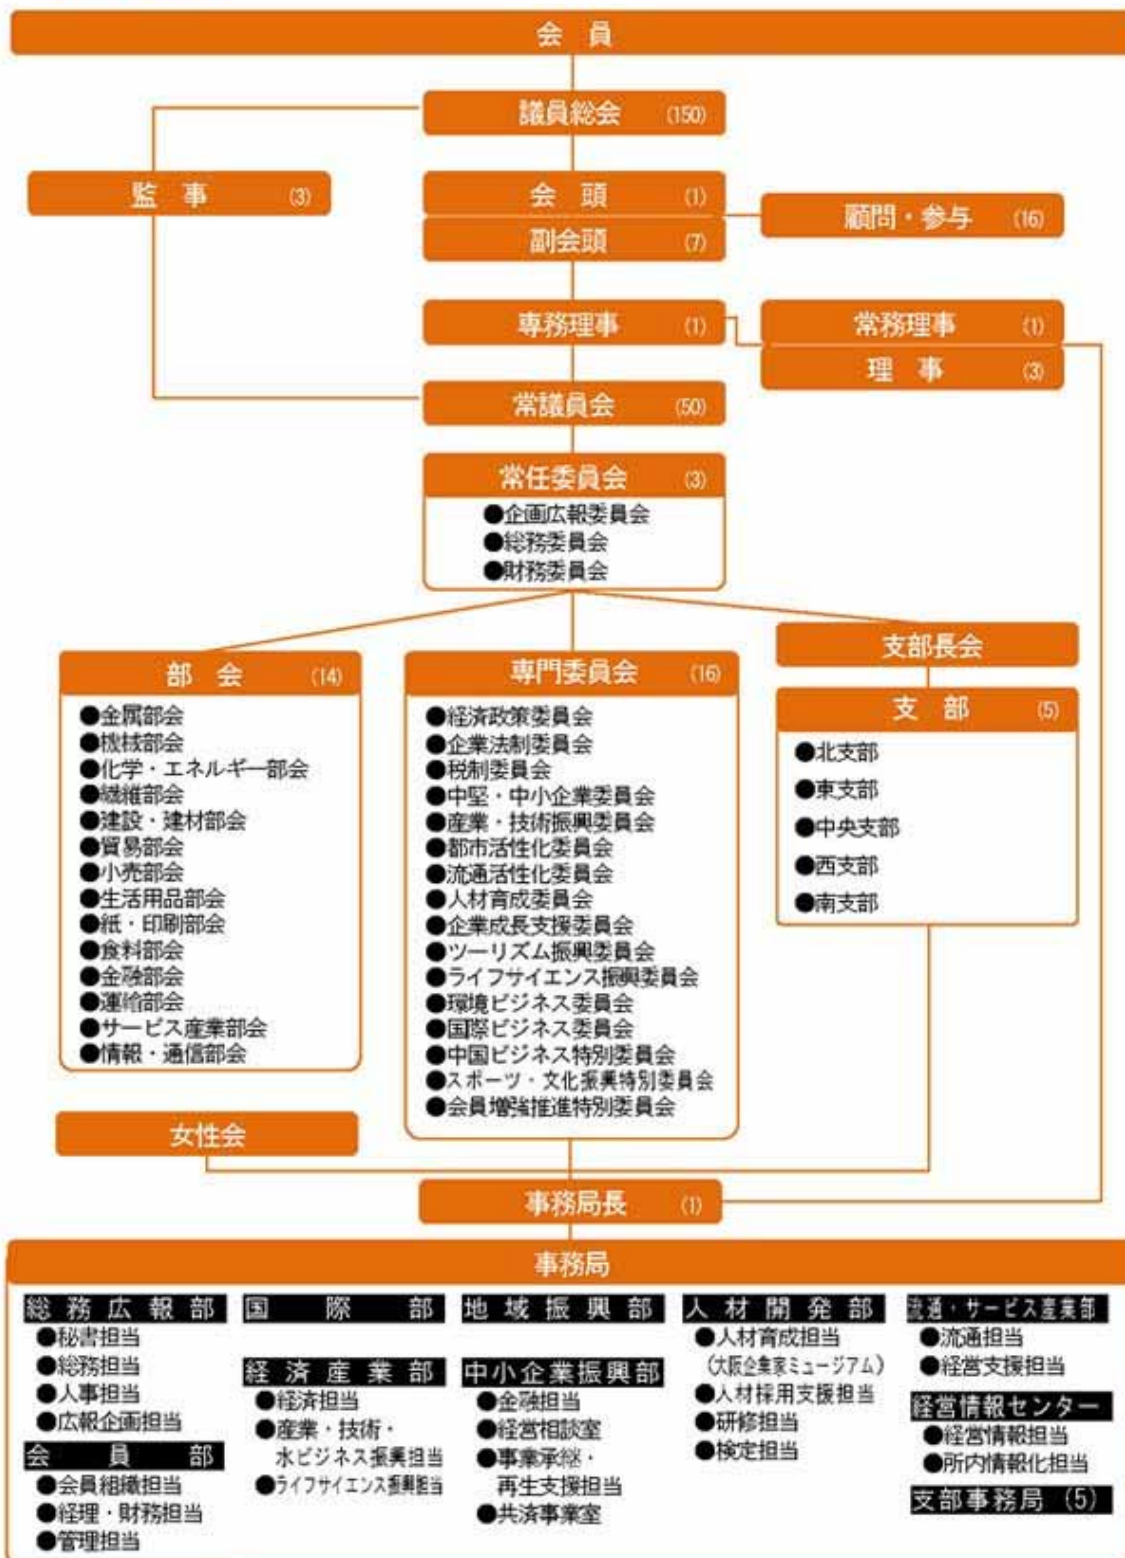 会 員
議員総会 (150)
監 事 (3)
会 頭 (1)
副会頭 (7)
顧問・参与 (16)
専務理事 (1)
常務理事 (1)
理 事 (3)
常議員会 (50)
常任委員会 (3)
●企画広報委員会
●総務委員会
●財務委員会
部 会 (14)
●金属部会
●機械部会
●化学・エネルギー部会
●繊維部会
●建設・建材部会
●貿易部会
●小売部会
●生活用品部会
●紙・印刷部会
●食料部会
●金融部会
●運輸部会
●サービス産業部会
●情報・通信部会
専門委員会 (16)
●経済政策委員会
●企業法制委員会
●税制委員会
●中堅・中小企業委員会
●産業・技術振興委員会
●都市活性化委員会
●流通活性化委員会
●人材育成委員会
●企業成長支援委員会
●ツーリズム振興委員会
●ライフサイエンス振興委員会
●環境ビジネス委員会
●国際ビジネス委員会
●中国ビジネス特別委員会
●スポーツ・文化振興特別委員会
●会員増強推進特別委員会
支部長会
支 部 (5)
●北支部
●東支部
●中央支部
●西支部
●南支部
女性会
事務局長 (1)
事務局
総務広報部
●秘書担当
●総務担当
●人事担当
●広報企画担当
会員部
●会員組織担当
●経理・財務担当
●管理担当
国際部
経済産業部
●経済担当
●産業・技術・
水ビジネス振興担当
●ライフサイエンス振興担当
地域振興部
中小企業振興部
●金融担当
●経営相談室
●事業承継・
再生支援担当
●共済事業室
人材開発部
●人材育成担当
（大阪企業家ミュージアム）
●人材採用支援担当
●研修担当
●検定担当
流通・サービス産業部
●流通担当
●経営支援担当
経営情報センター
●経営情報担当
●所内情報化担当
支部事務局（5）